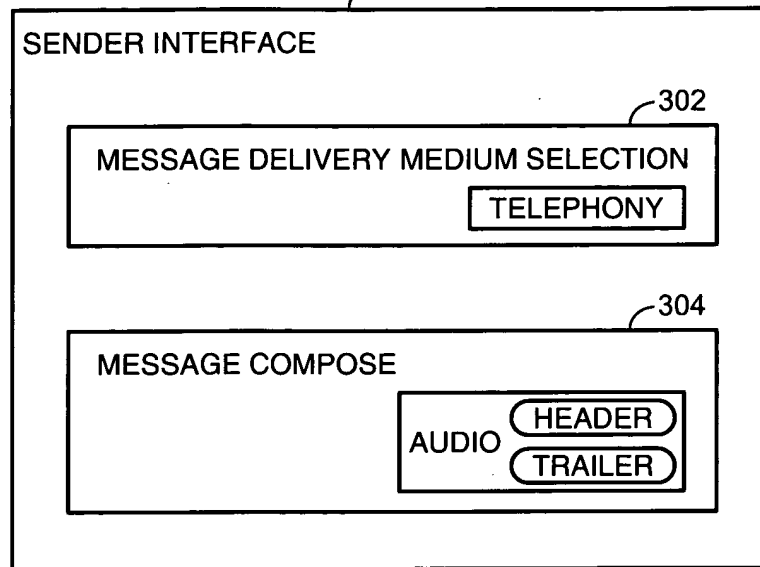 SENDER INTERFACE
302
MESSAGE DELIVERY MEDIUM SELECTION
TELEPHONY
304
MESSAGE COMPOSE
AUDIO
HEADER
TRAILER